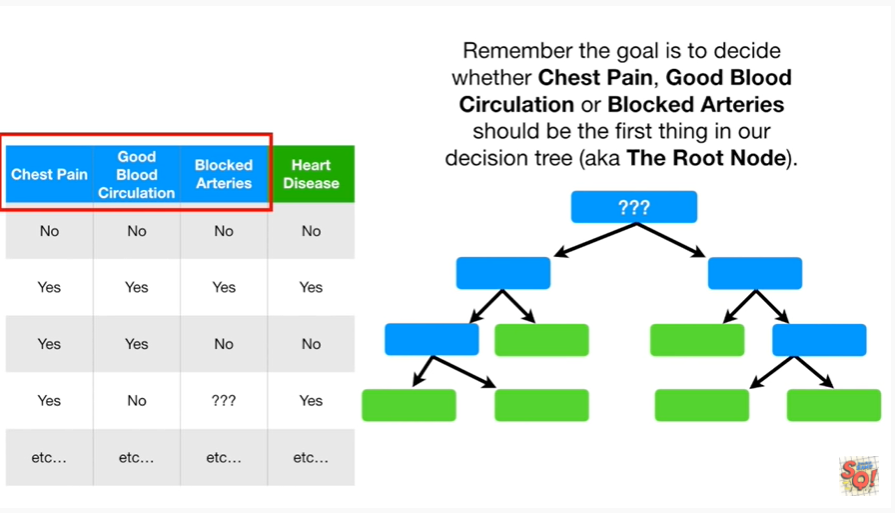 Remember the goal is to decide
whether Chest Pain, Good Blood
Circulation or Blocked Arteries
should be the first thing in our
decision tree (aka The Root Node).
Chest Pain Good Blood Circulation Blocked Arteries Heart Disease
No No No No
Yes Yes Yes Yes
Yes Yes No No
Yes No ??? Yes
etc... etc... etc... etc...
???
SQ!